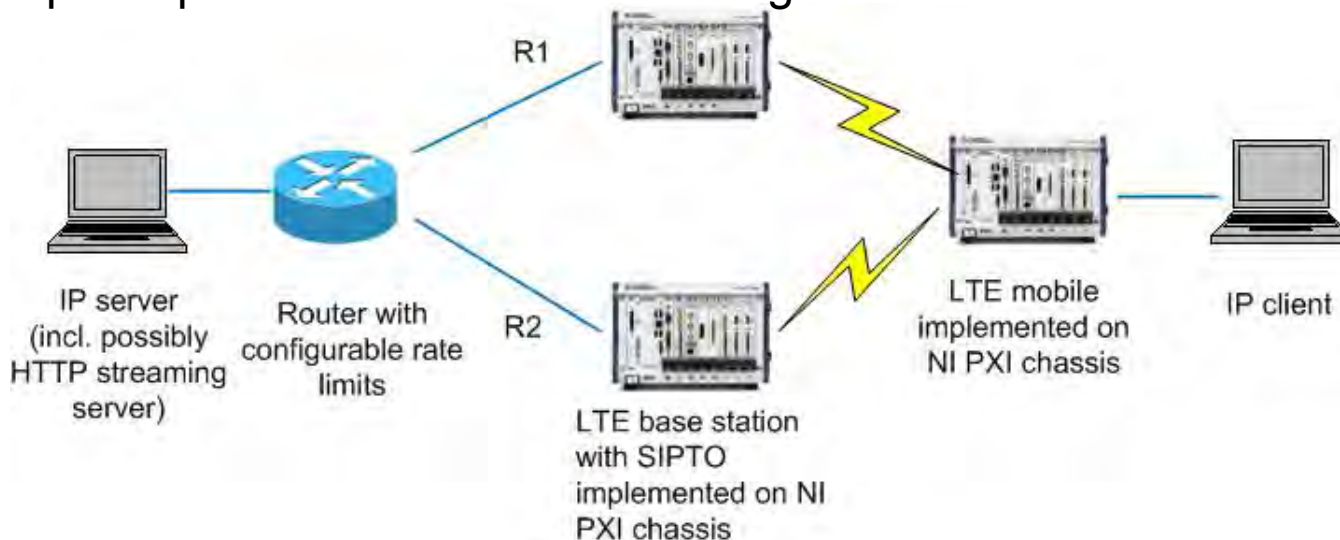 R1
R2
IP server
(incl. possibly
HTTP streaming
server)
Router with
configurable rate
limits
LTE base station
with SIPTO
implemented on NI
PXI chassis
LTE mobile
implemented on
NI PXI chassis
IP client